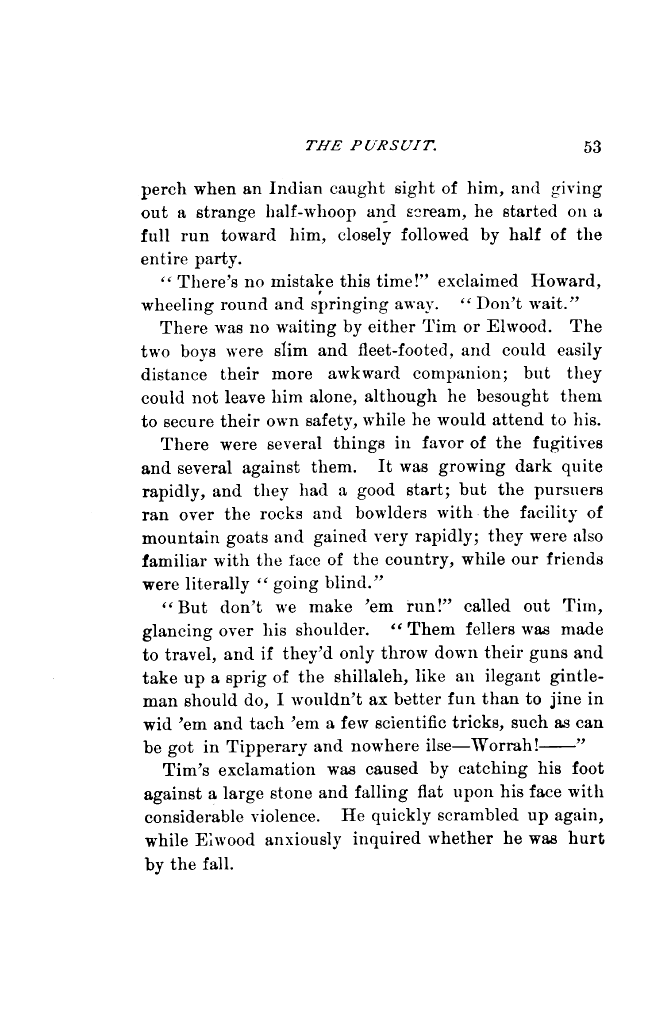 THE PURSUIT. 53
perch when an Indian caught sight of him, and giving
out a strange half-whoop and scream, he started on a
full run toward him, closely followed by half of the
entire party.
“ There's no mistake this time!” exclaimed Howard,
wheeling round and springing away. “ Don't wait.”
There was no waiting by either Tim or Elwood. The
two boys were slim and fleet-footed, and could easily
distance their more awkward companion; but they
could not leave him alone, although he besought them
to secure their own safety, while he would attend to his.
There were several things in favor of the fugitives
and several against them. It was growing dark quite
rapidly, and they had a good start; but the pursuers
ran over the rocks and bowlders with the facility of
mountain goats and gained very rapidly; they were also
familiar with the face of the country, while our friends
were literally “ going blind.”
“ But don't we make 'em run!” called out Tim,
glancing over his shoulder. “ Them fellers was made
to travel, and if they'd only throw down their guns and
take up a sprig of the shillaleh, like an ilegant gintle-
man should do, I wouldn't ax better fun than to jine in
wid 'em and tach 'em a few scientific tricks, such as can
be got in Tipperary and nowhere ilse—Worrah!——”
Tim's exclamation was caused by catching his foot
against a large stone and falling flat upon his face with
considerable violence. He quickly scrambled up again,
while Elwood anxiously inquired whether he was hurt
by the fall.